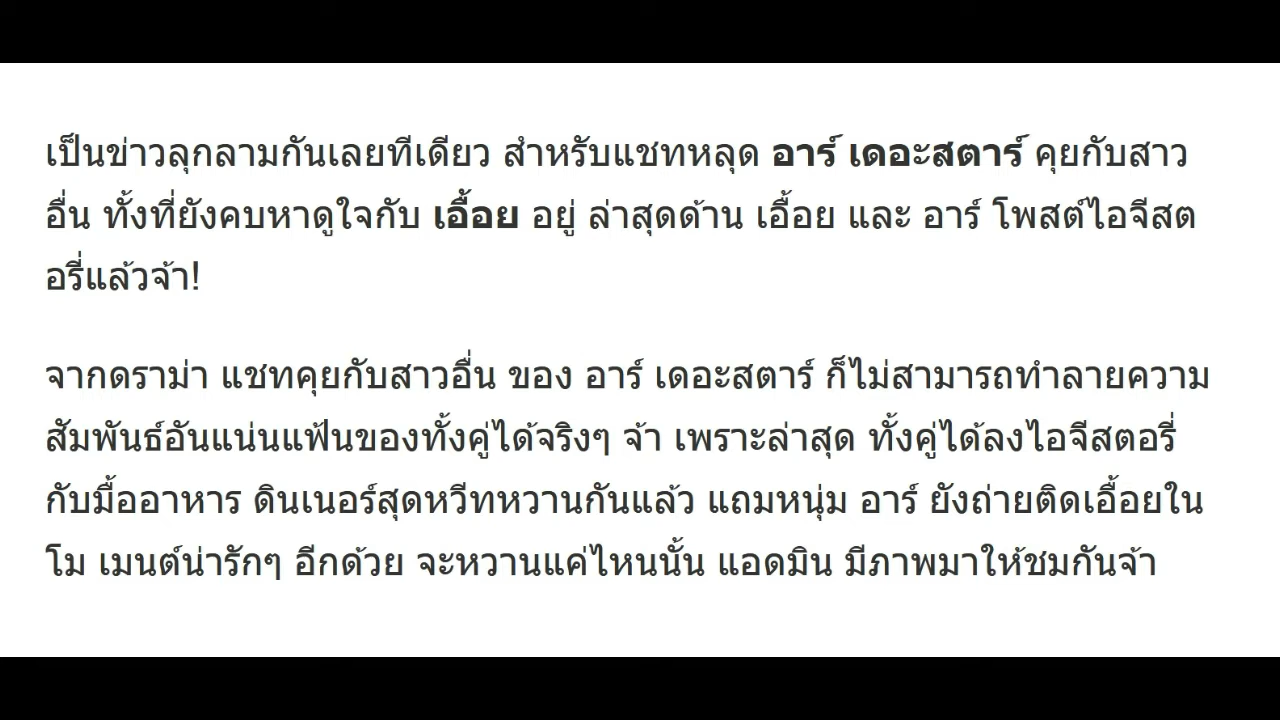 เป็นข่าวลุกลามกันเลยทีเดียว สำหรับแชทหลุด อาร์ เดอะสตาร์ คุยกับสาว
อื่น ทั้งที่ยังคบหาดูใจกับ เอื้อย อยู่ ล่าสุดด้าน เอื้อย และ อาร์ โพสต์ไอจีสต
อรี่แล้วจ้า!
จากดราม่า แชทคุยกับสาวอื่น ของ อาร์ เดอะสตาร์ ก็ไม่สามารถทำลายความ
สัมพันธ์อันแน่นแฟ้นของทั้งคู่ได้จริงๆ จ้า เพราะล่าสุด ทั้งคู่ได้ลงไอจีสตอรี่
กับมื้ออาหาร ดินเนอร์สุดหวีทหวานกันแล้ว แถมหนุ่ม อาร์ ยังถ่ายติดเอื้อยใน
โม เมนต์น่ารักๆ อีกด้วย จะหวานแค่ไหนนั้น แอดมิน มีภาพมาให้ชมกันจ้า